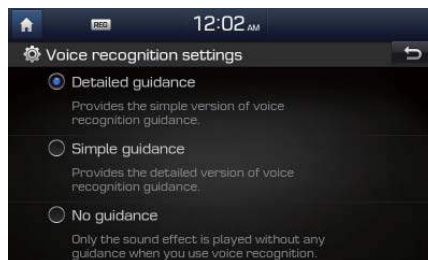 REC
12:02 AM
Voice recognition settings
Detailed guidance
Provides the simple version of voice
recognition guidance.
Simple guidance
Provides the detailed version of voice
recognition guidance.
No guidance
Only the sound effect is played without any
guidance when you use voice recognition.